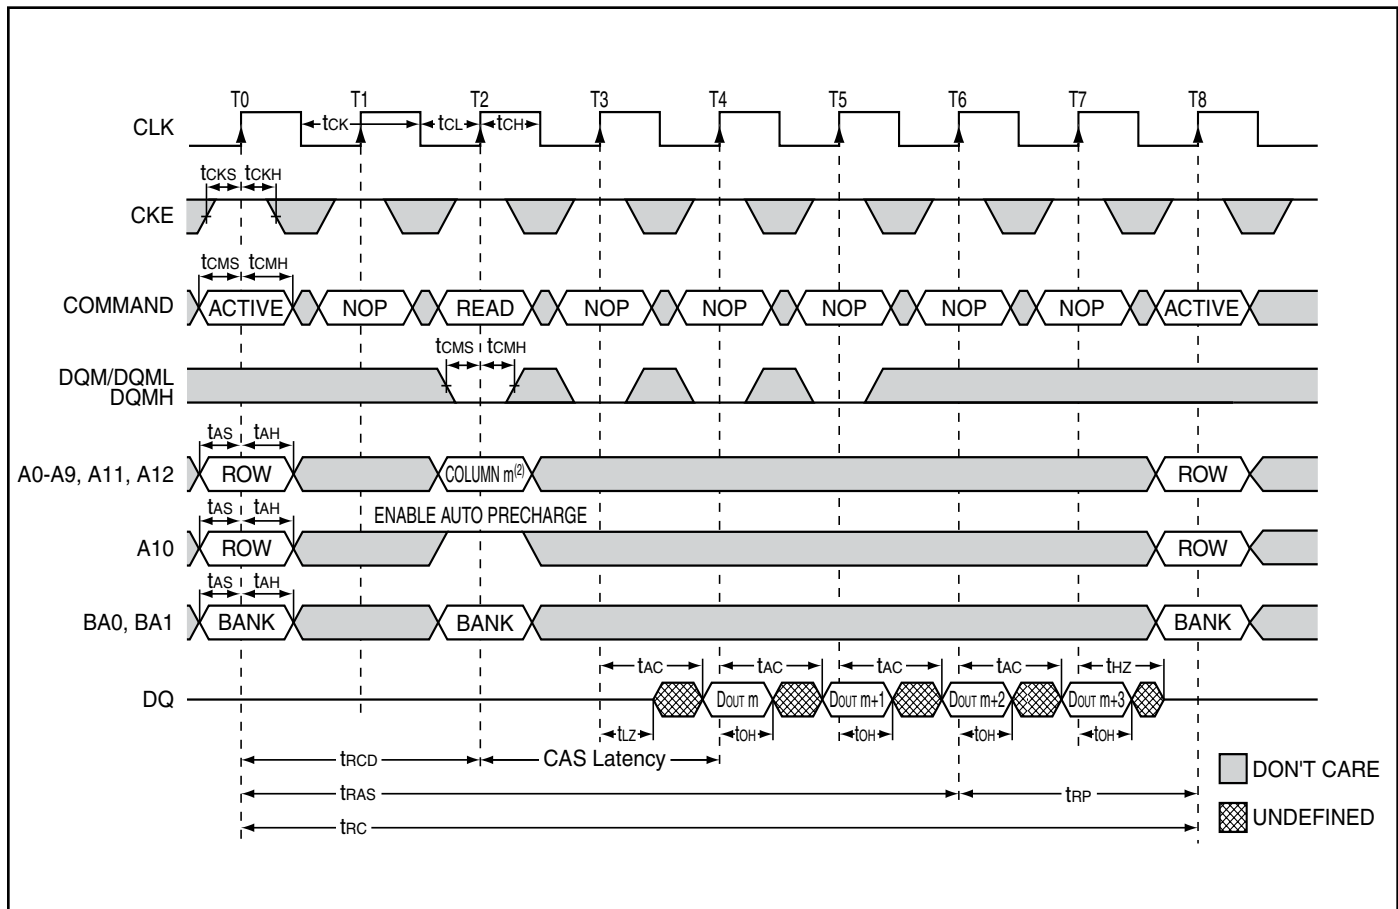 T0 T1 T2 T3 T4 T5 T6 T7 T8
CLK tCK tCL tCH
tCKS tCKH
CKE
tCMS tCMH
COMMAND ACTIVE NOP READ NOP NOP NOP NOP NOP ACTIVE
tCMS tCMH
DQM/DQML
DQMH
tAS tAH
A0-A9, A11, A12 ROW COLUMN m(2) ROW
tAS tAH ENABLE AUTO PRECHARGE
A10 ROW ROW
tAS tAH
BA0, BA1 BANK BANK BANK
tAC tAC tAC tAC tHZ
DQ DOUT m DOUT m+1 DOUT m+2 DOUT m+3
tLZ tOH tOH tOH tOH
tRCD CAS Latency
DON'T CARE
tRAS tRP
UNDEFINED
tRC